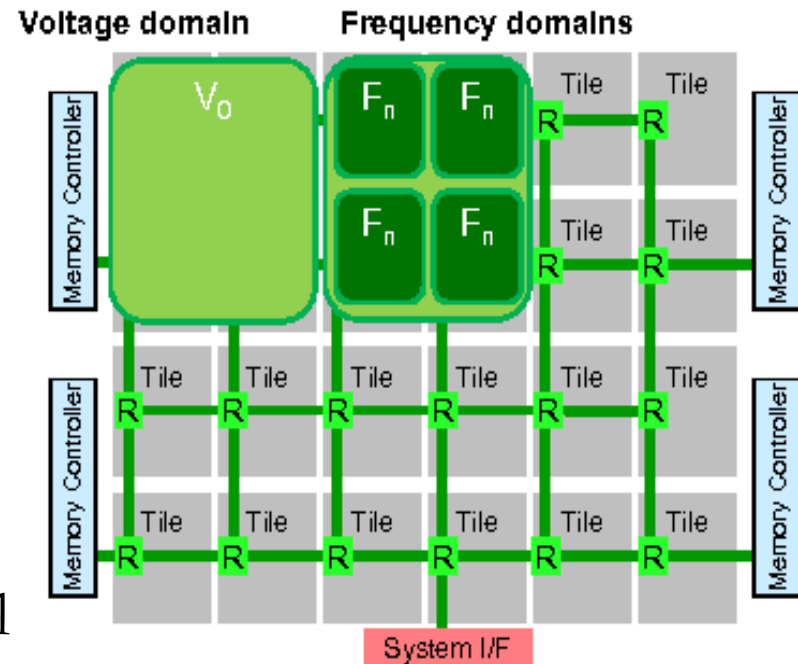 Voltage domain Frequency domains
V₀ Fₙ Fₙ Tile Tile
R R
Memory Controller Memory Controller
Fₙ Fₙ Tile Tile
R R
Tile Tile Tile Tile Tile Tile
R R R R R R
Memory Controller Memory Controller
Tile Tile Tile Tile Tile Tile
R R R R R R
l
System I/F